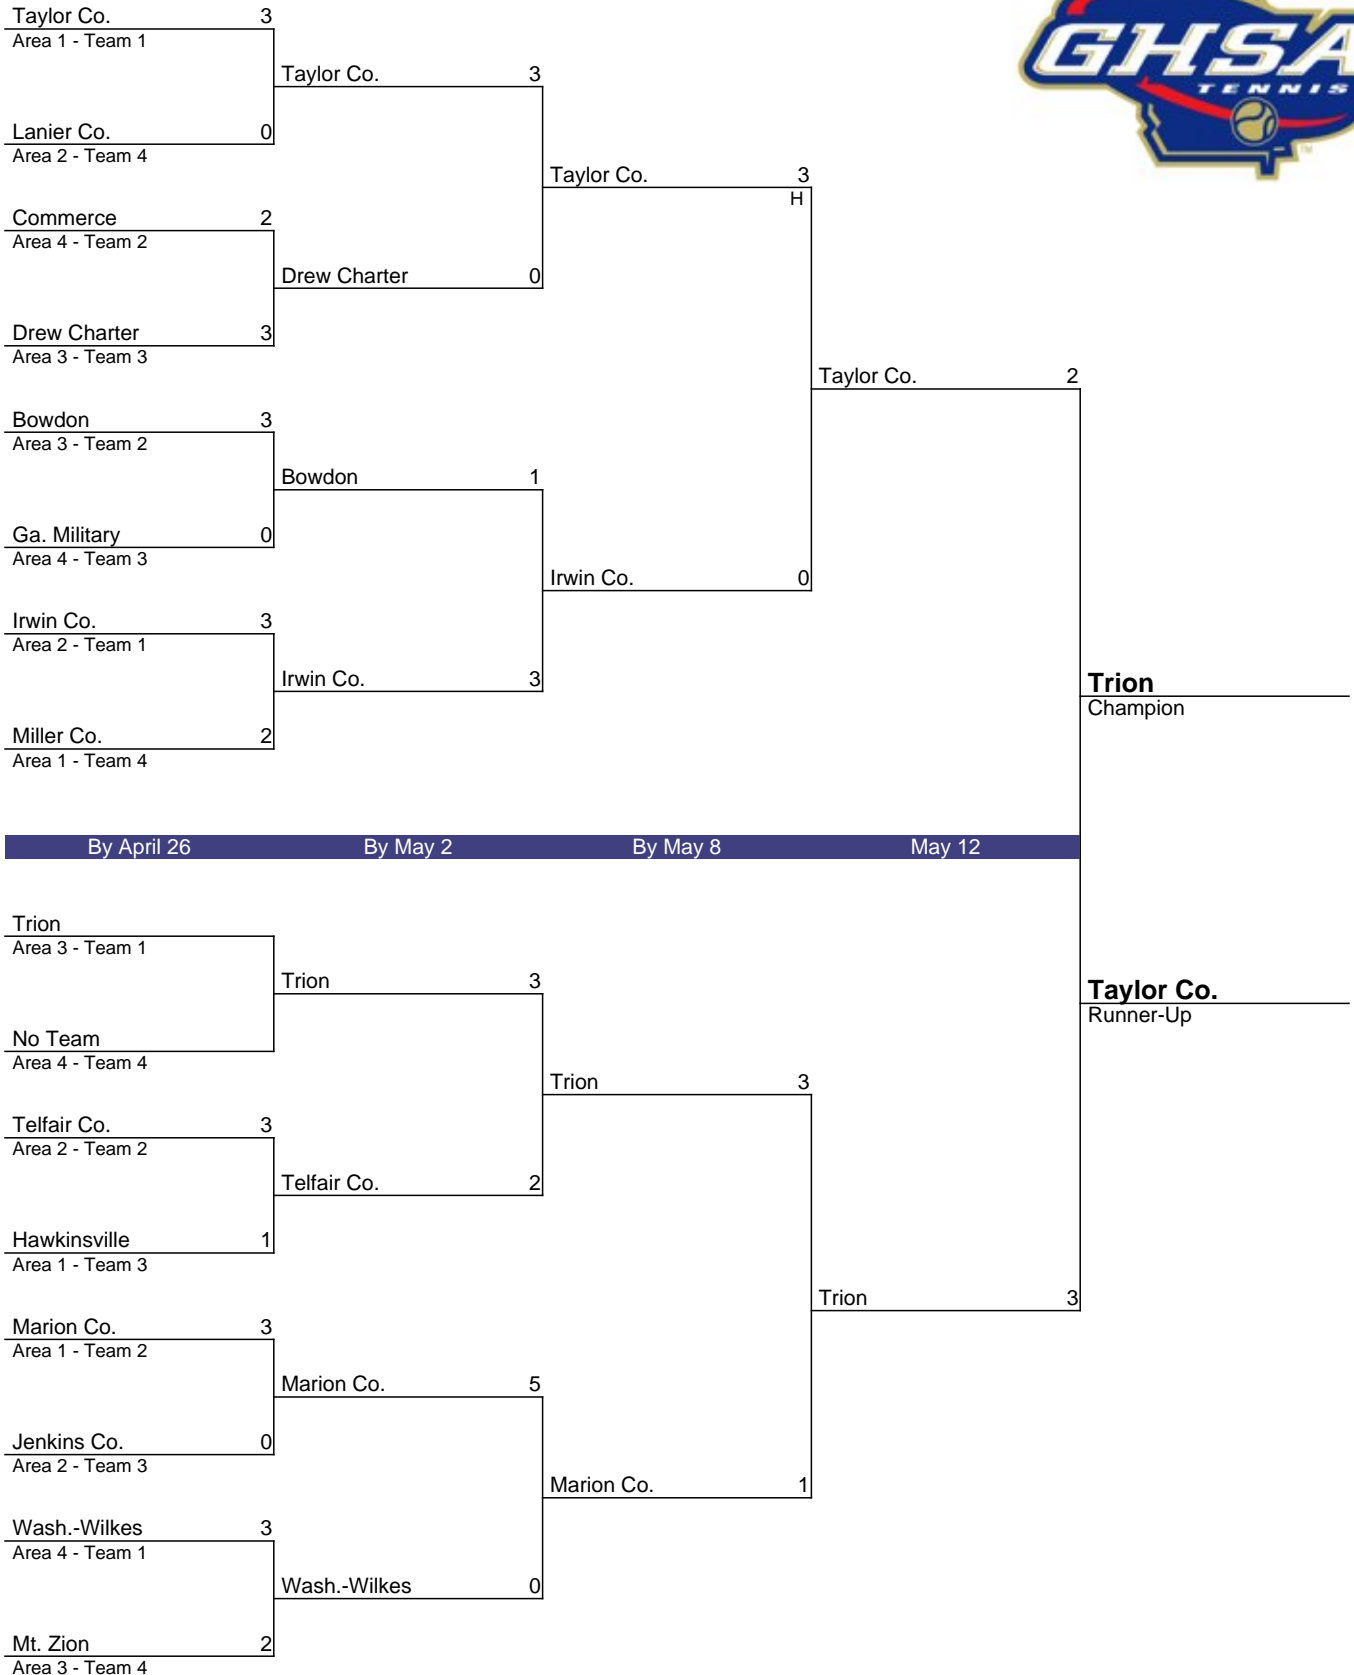 GHSA
TENNIS
TM
Taylor Co. 3
Area 1 - Team 1
Taylor Co. 3
Lanier Co. 0
Area 2 - Team 4
Taylor Co. 3
H
Commerce 2
Area 4 - Team 2
Drew Charter 0
Drew Charter 3
Area 3 - Team 3
Taylor Co. 2
Bowdon 3
Area 3 - Team 2
Bowdon 1
Ga. Military 0
Area 4 - Team 3
Irwin Co. 0
Irwin Co. 3
Area 2 - Team 1
Irwin Co. 3
Trion
Champion
Miller Co. 2
Area 1 - Team 4
By April 26 By May 2 By May 8 May 12
Trion
Area 3 - Team 1
Trion 3
Taylor Co.
Runner-Up
No Team
Area 4 - Team 4
Trion 3
Telfair Co. 3
Area 2 - Team 2
Telfair Co. 2
Hawkinsville 1
Area 1 - Team 3
Trion 3
Marion Co. 3
Area 1 - Team 2
Marion Co. 5
Jenkins Co. 0
Area 2 - Team 3
Marion Co. 1
Wash.-Wilkes 3
Area 4 - Team 1
Wash.-Wilkes 0
Mt. Zion 2
Area 3 - Team 4